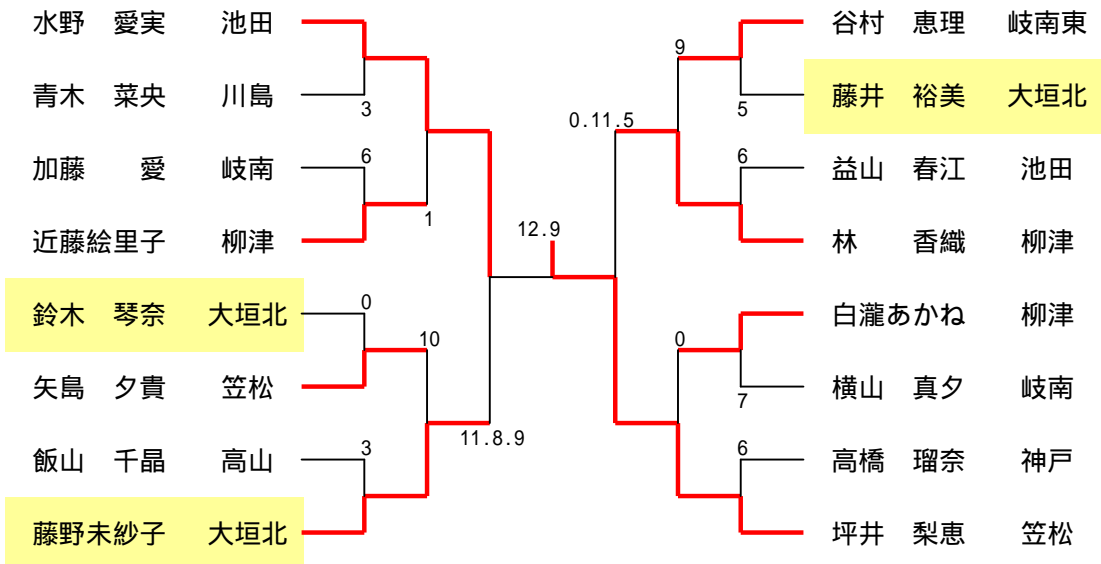 水野　愛実　池田
3
青木　菜央　川島
6
加藤　　愛　岐南
1
近藤絵里子　柳津
0
鈴木　琴奈　大垣北
10
矢島　夕貴　笠松
11.8.9
3
飯山　千晶　高山
藤野未紗子　大垣北
12.9
谷村　恵理　岐南東
9
5
藤井　裕美　大垣北
0.11.5
6
益山　春江　池田
林　　香織　柳津
白瀧あかね　柳津
0
7
横山　真夕　岐南
6
高橋　瑠奈　神戸
坪井　梨恵　笠松